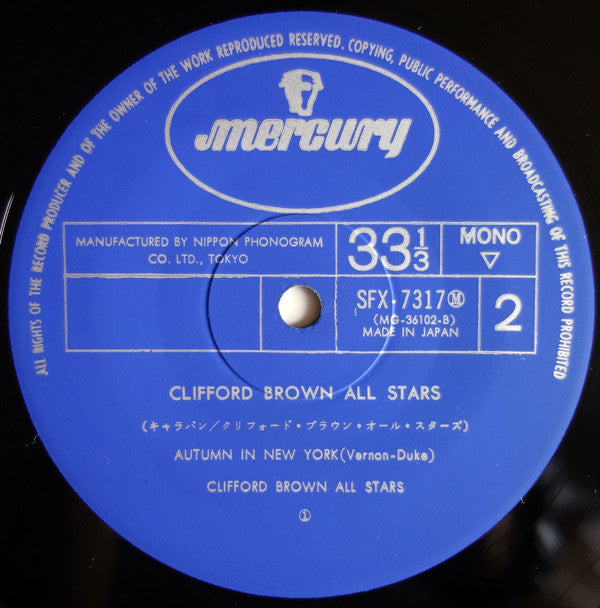 ALL RIGHTS OF THE RECORD PRODUCER AND OF THE OWNER OF THE WORK REPRODUCED RESERVED. COPYING, PUBLIC PERFORMANCE AND BROADCASTING OF THIS RECORD PROHIBITED
mercury
MANUFACTURED BY NIPPON PHONOGRAM
CO. LTD., TOKYO
33 1/3
MONO
▽
SFX-7317Ⓜ
(MG-36102-B)
MADE IN JAPAN
2
CLIFFORD BROWN ALL STARS
(キャラバン/クリフォード・ブラウン・オール・スターズ)
AUTUMN IN NEW YORK(Vernon-Duke)
CLIFFORD BROWN ALL STARS
①